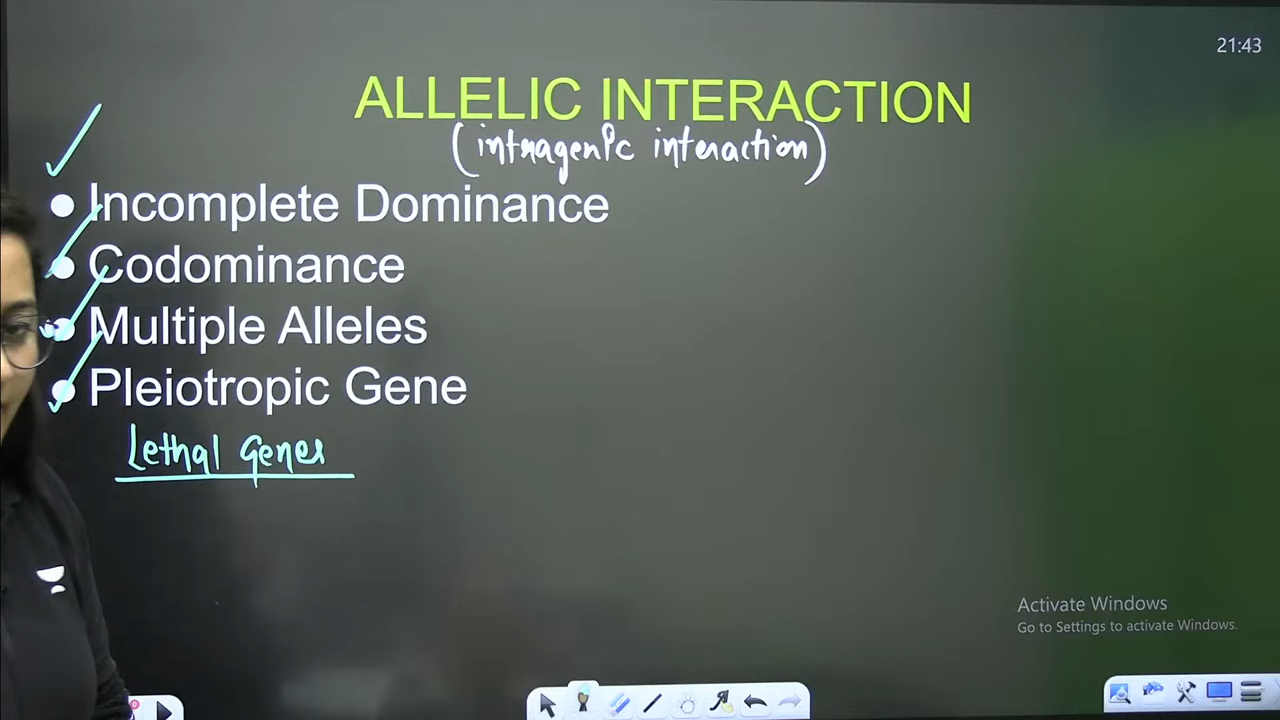 21:43
ALLELIC INTERACTION
(intragenic interaction)
• Incomplete Dominance
• Codominance
• Multiple Alleles
• Pleiotropic Gene
Lethal Genes
Activate Windows
Go to Settings to activate Windows.